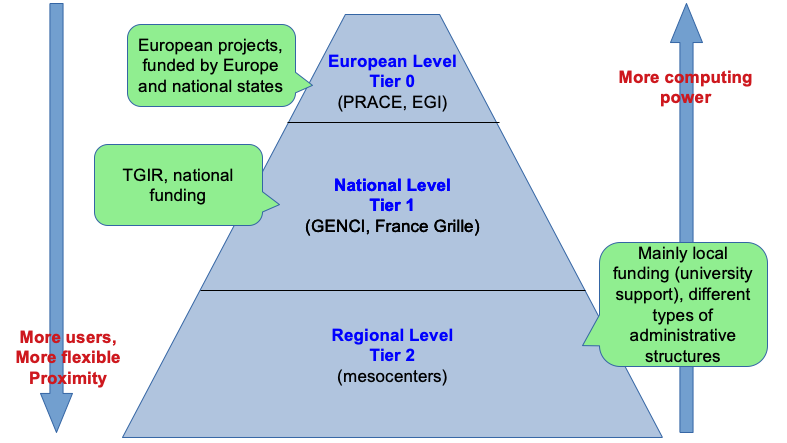 European projects,
funded by Europe
and national states
European Level
Tier 0
(PRACE, EGI)
More computing
power
TGIR, national
funding
National Level
Tier 1
(GENCI, France Grille)
Mainly local
funding (university
support), different
types of
administrative
structures
More users,
More flexible
Proximity
Regional Level
Tier 2
(mesocenters)